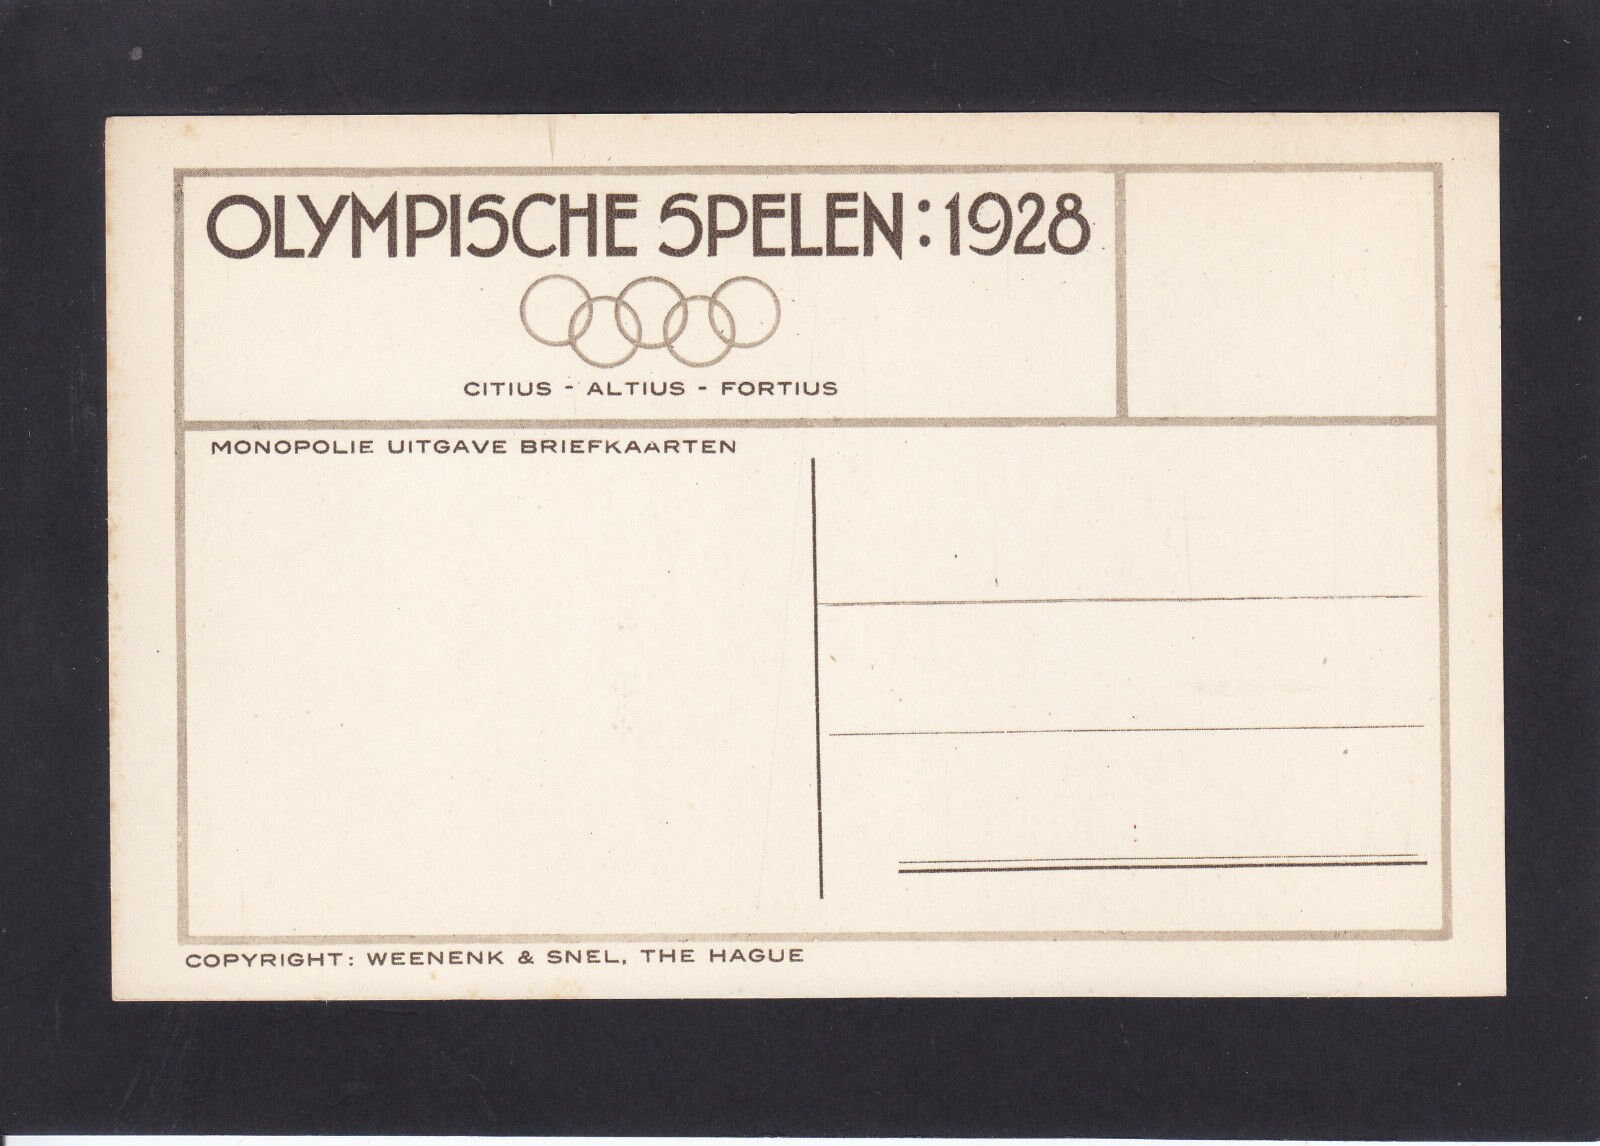 OLYMPISCHE SPELEN: 1928
CITIUS - ALTIUS - FORTIUS
MONOPOLIE UITGAVE BRIEFKAARTEN
COPYRIGHT: WEENENK & SNEL, THE HAGUE